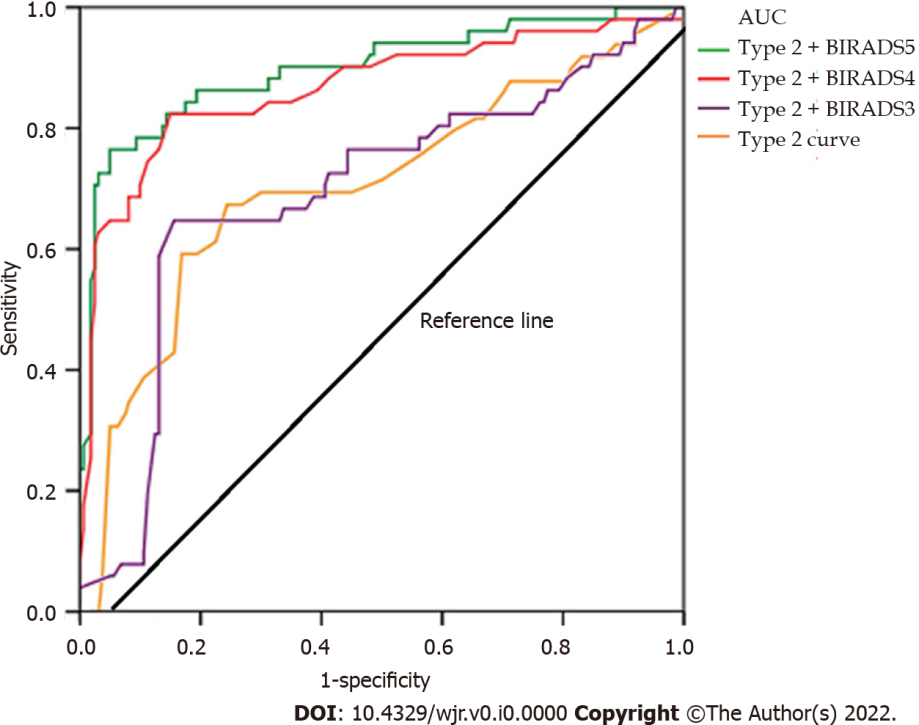 AUC
Type 2 + BIRADS5
Type 2 + BIRADS4
Type 2 + BIRADS3
Type 2 curve
1.0
0.8
0.6
0.4
0.2
0.0
Sensitivity
Reference line
0.0 0.2 0.4 0.6 0.8 1.0
1-specificity
DOI: 10.4329/wjr.v0.i0.0000 Copyright ©The Author(s) 2022.